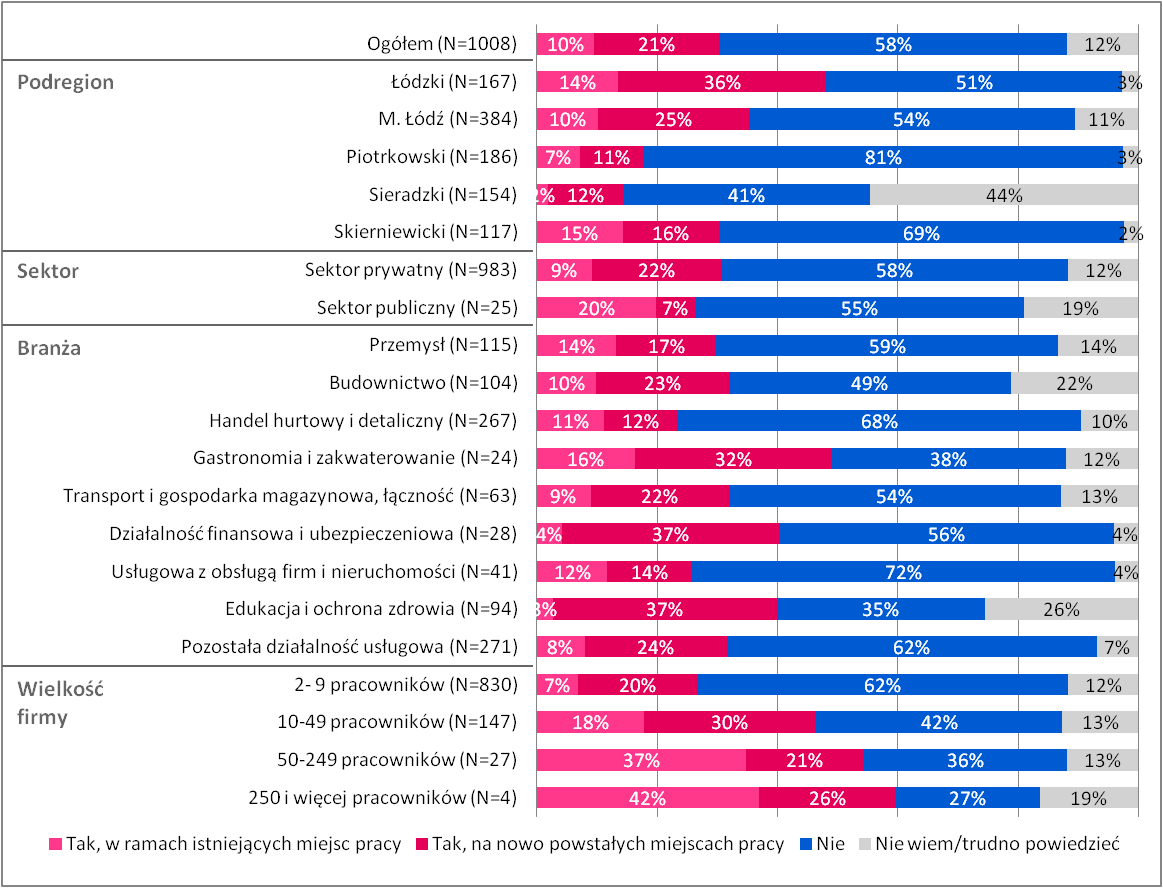 Ogółem (N=1008) 10% 21% 58% 12%
Podregion
Łódzki (N=167) 14% 36% 51% 3%
M. Łódź (N=384) 10% 25% 54% 11%
Piotrkowski (N=186) 7% 11% 81% 3%
Sieradzki (N=154) 2% 12% 41% 44%
Skierniewicki (N=117) 15% 16% 69% 2%
Sektor
Sektor prywatny (N=983) 9% 22% 58% 12%
Sektor publiczny (N=25) 20% 7% 55% 19%
Branża
Przemysł (N=115) 14% 17% 59% 14%
Budownictwo (N=104) 10% 23% 49% 22%
Handel hurtowy i detaliczny (N=267) 11% 12% 68% 10%
Gastronomia i zakwaterowanie (N=24) 16% 32% 38% 12%
Transport i gospodarka magazynowa, łączność (N=63) 9% 22% 54% 13%
Działalność finansowa i ubezpieczeniowa (N=28) 4% 37% 56% 4%
Usługowa z obsługą firm i nieruchomości (N=41) 12% 14% 72% 4%
Edukacja i ochrona zdrowia (N=94) 3% 37% 35% 26%
Pozostała działalność usługowa (N=271) 8% 24% 62% 7%
Wielkość
firmy
2- 9 pracowników (N=830) 7% 20% 62% 12%
10-49 pracowników (N=147) 18% 30% 42% 13%
50-249 pracowników (N=27) 37% 21% 36% 13%
250 i więcej pracowników (N=4) 42% 26% 27% 19%
Tak, w ramach istniejących miejsc pracy Tak, na nowo powstałych miejscach pracy Nie Nie wiem/trudno powiedzieć